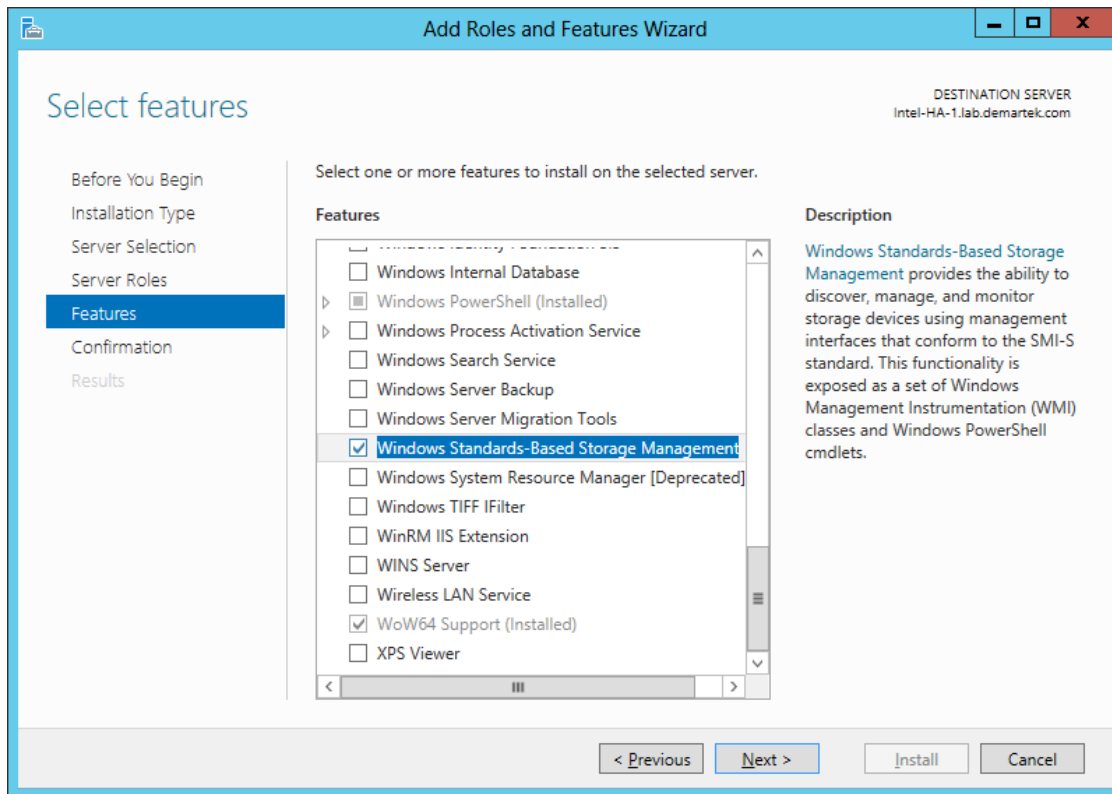 Add Roles and Features Wizard
Select features
DESTINATION SERVER
Intel-HA-1.lab.demartek.com
Before You Begin
Installation Type
Server Selection
Server Roles
Features
Confirmation
Results
Select one or more features to install on the selected server.
Features
Windows Internal Database
Windows PowerShell (Installed)
Windows Process Activation Service
Windows Search Service
Windows Server Backup
Windows Server Migration Tools
Windows Standards-Based Storage Management
Windows System Resource Manager [Deprecated]
Windows TIFF IFilter
WinRM IIS Extension
WINS Server
Wireless LAN Service
WoW64 Support (Installed)
XPS Viewer
Description
Windows Standards-Based Storage
Management provides the ability to
discover, manage, and monitor
storage devices using management
interfaces that conform to the SMI-S
standard. This functionality is
exposed as a set of Windows
Management Instrumentation (WMI)
classes and Windows PowerShell
cmdlets.
< Previous
Next >
Install
Cancel